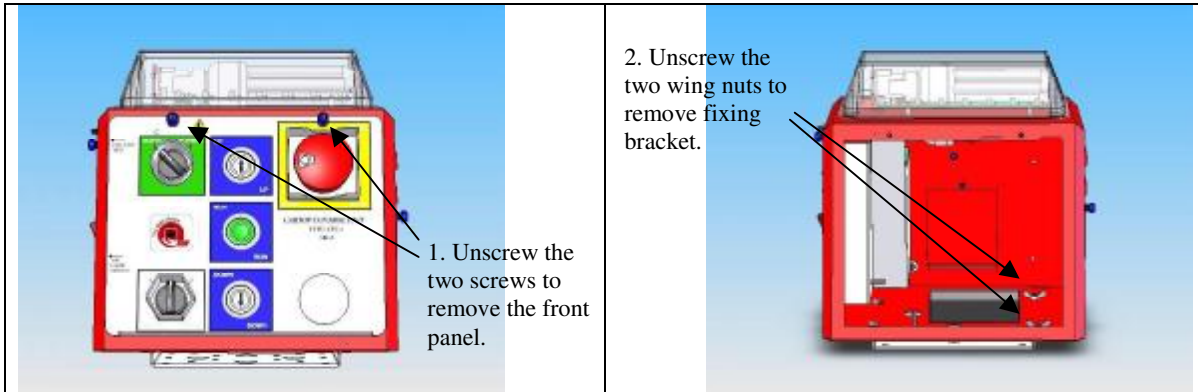 1. Unscrew the
two screws to
remove the front
panel.
UP
RUN
DOWN
2. Unscrew the
two wing nuts to
remove fixing
bracket.